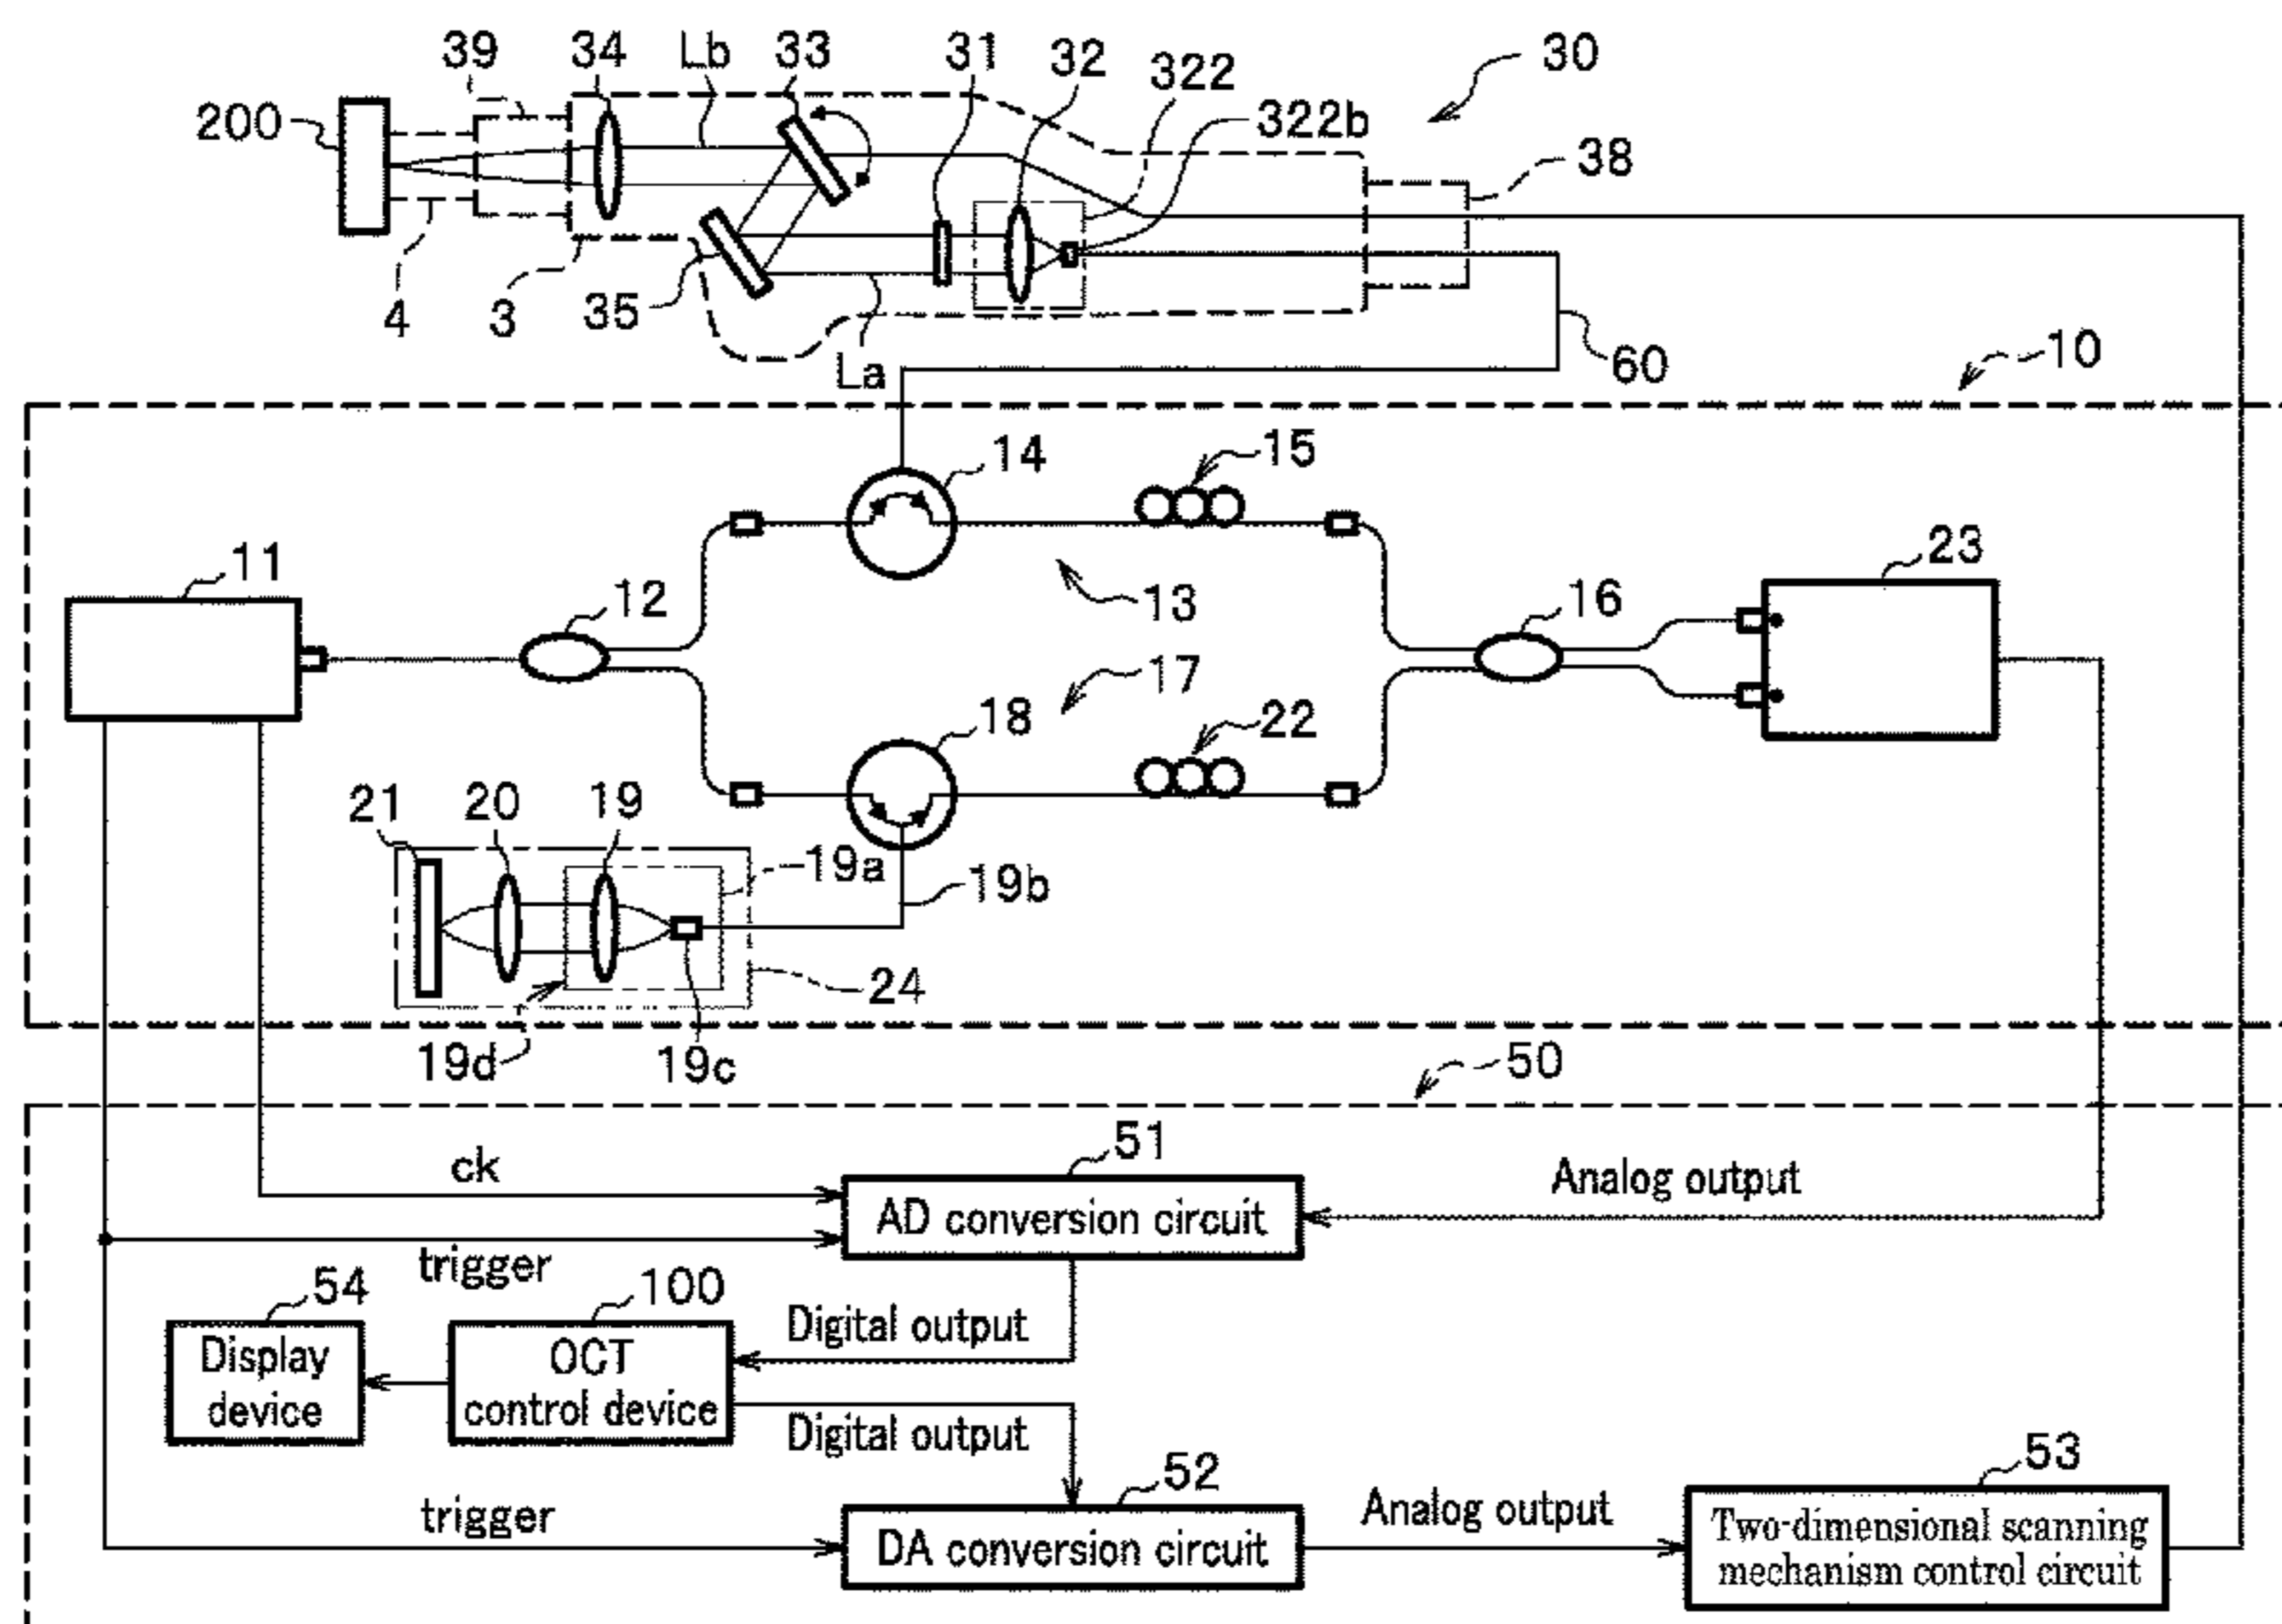 39 34 Lb 33 31 32 322 30
200 322b 38
4 3 35 La 60 10
14 15
11 12 13 16 23
17
18 22
21 20 19 19a 19b
24
19d 19c 50
ck 51 Analog output
AD conversion circuit
trigger
54 100 Digital output
Display
device
OCT
control device
Digital output
52 53
trigger Analog output
DA conversion circuit
Two-dimensional scanning
mechanism control circuit